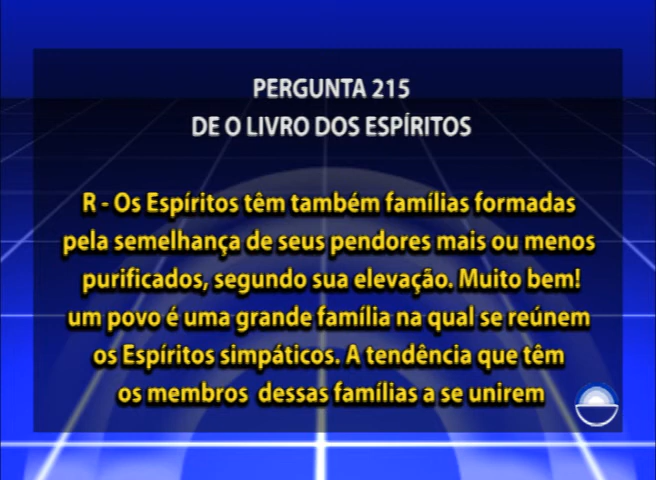 PERGUNTA 215
DE O LIVRO DOS ESPÍRITOS
R - Os Espíritos têm também famílias formadas
pela semelhança de seus pendores mais ou menos
purificados, segundo sua elevação. Muito bem!
um povo é uma grande família na qual se reúnem
os Espíritos simpáticos. A tendência que têm
os membros dessas famílias a se unirem